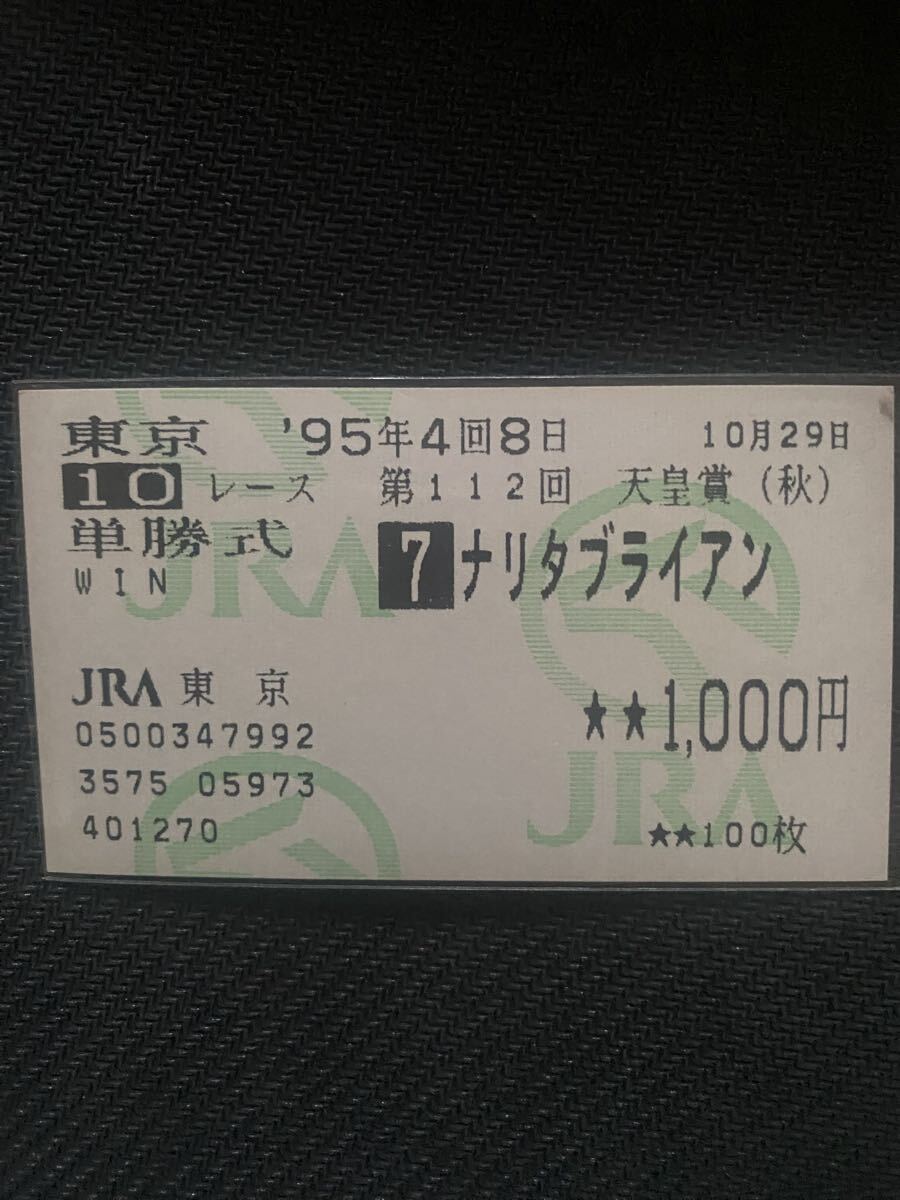 東京 '95年4回8日 10月29日
10 レース 第112回 天皇賞(秋)
単勝式 7 ナリタブライアン
WIN
JRA
JRA 東京 ★★1,000円
0500347992
3575 05973
JRA
401270 ★★100枚